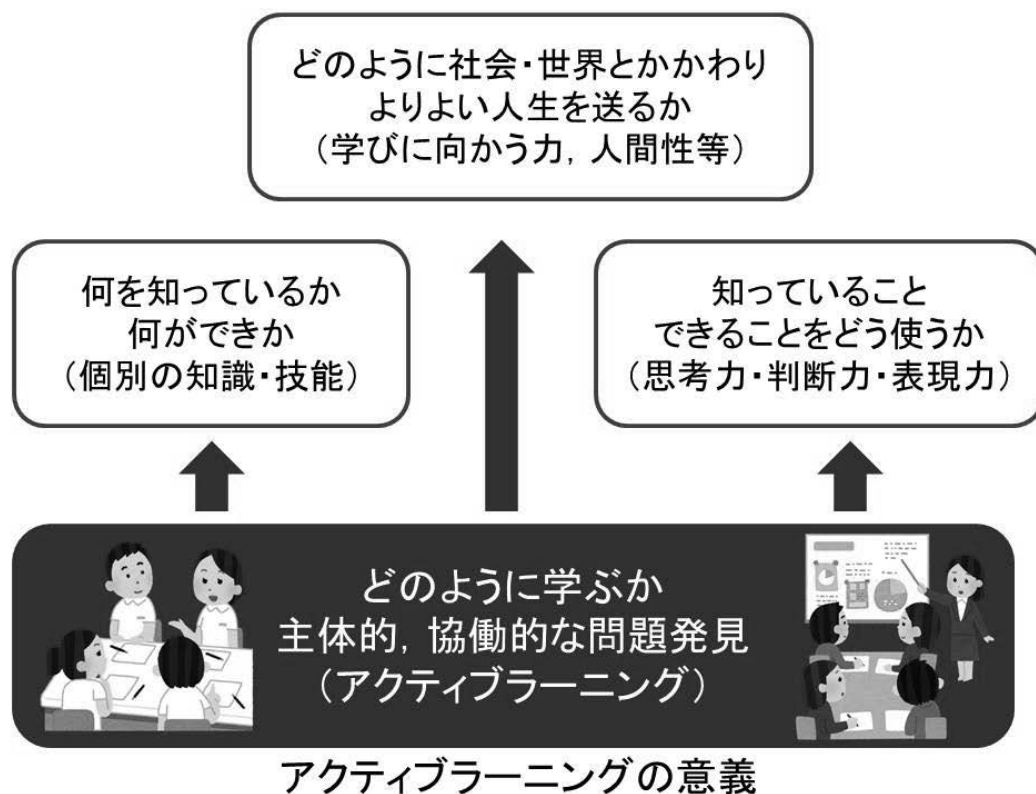 どのように社会・世界とかかわり
よりよい人生を送るか
（学びに向かう力，人間性等）
何を知っているか
何ができか
（個別の知識・技能）
知っていること
できることをどう使うか
（思考力・判断力・表現力）
どのように学ぶか
主体的，協働的な問題発見
（アクティブラーニング）
アクティブラーニングの意義